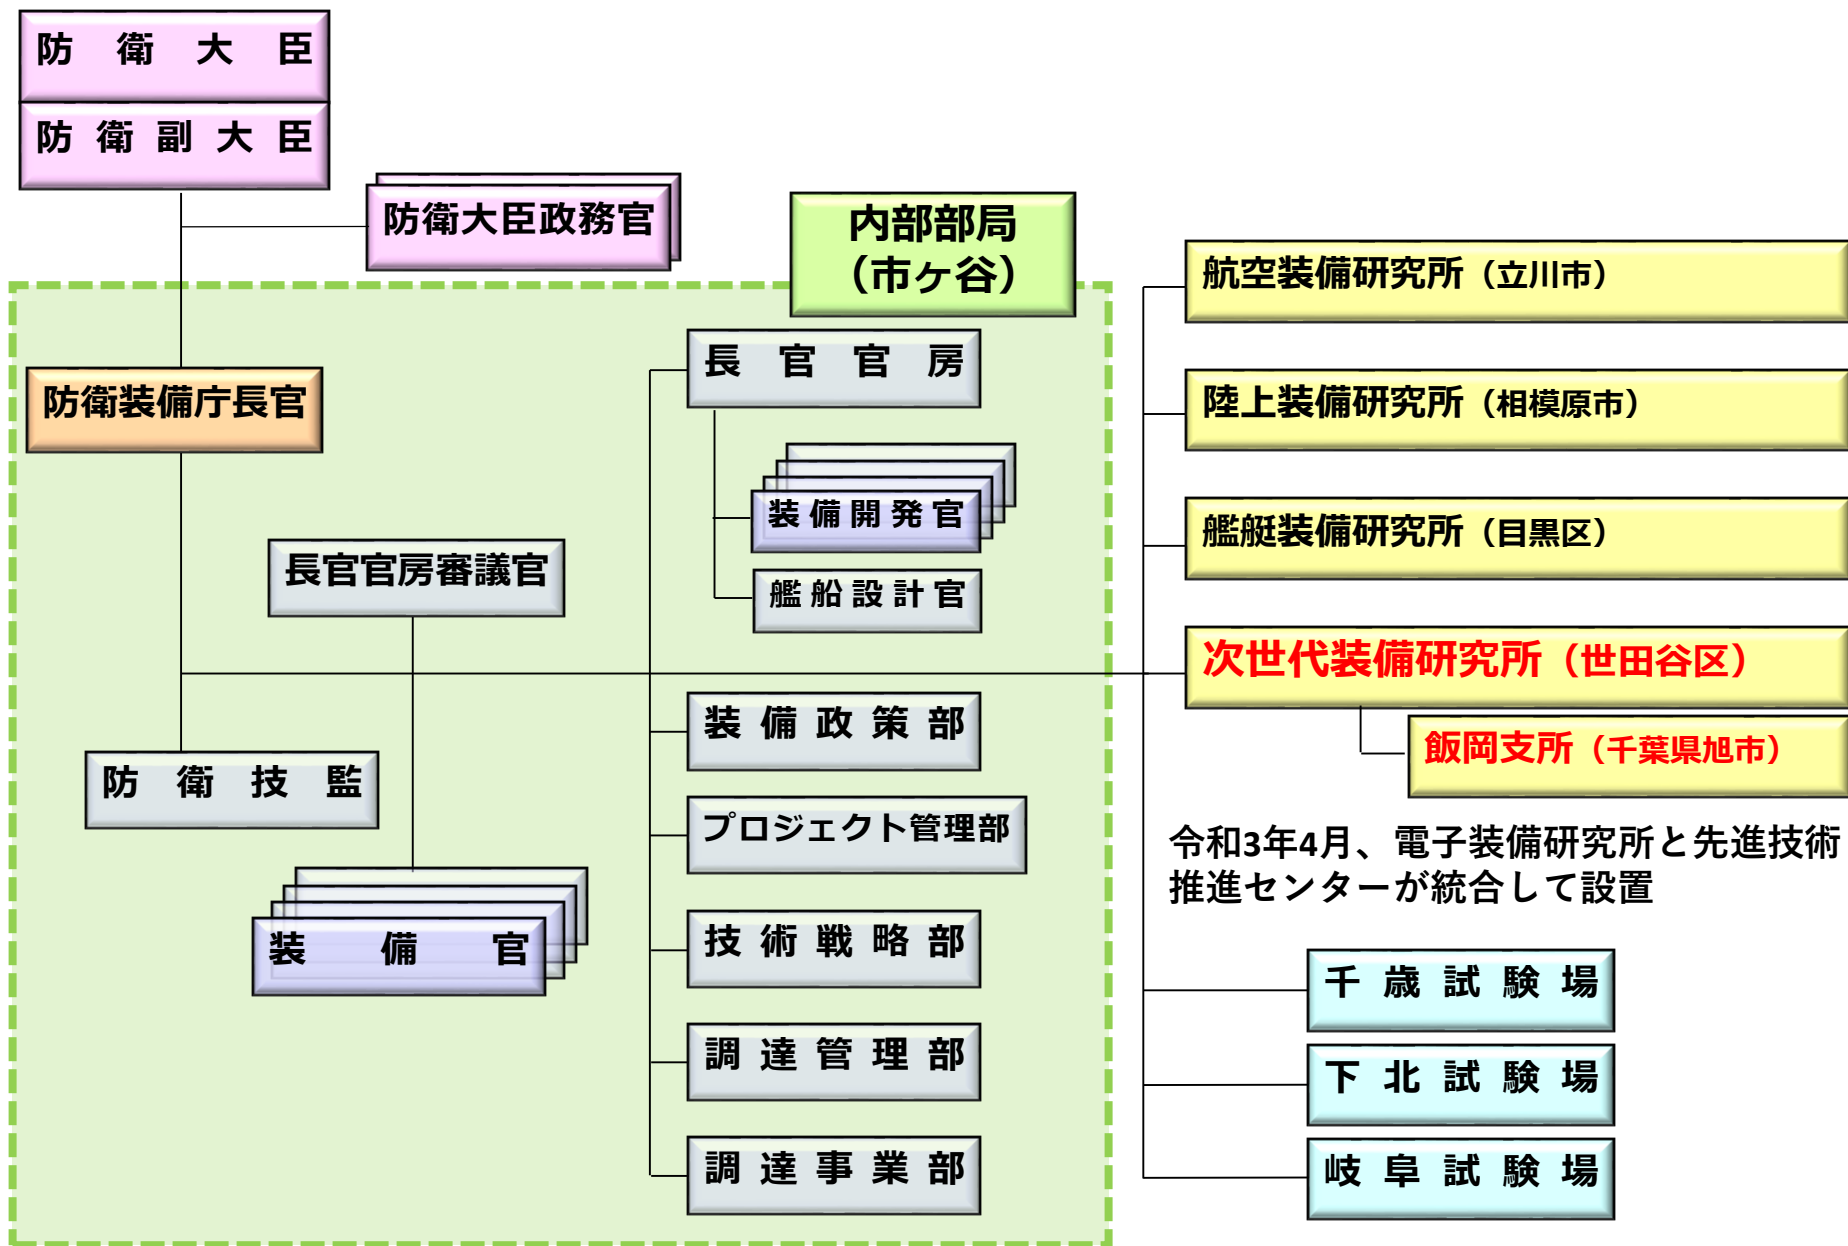 防衛大臣
防衛副大臣
防衛大臣政務官
内部部局
（市ヶ谷）
防衛装備庁長官
長官官房
装備開発官
艦船設計官
長官官房審議官
防衛技監
装備官
装備政策部
プロジェクト管理部
技術戦略部
調達管理部
調達事業部
航空装備研究所（立川市）
陸上装備研究所（相模原市）
艦艇装備研究所（目黒区）
次世代装備研究所（世田谷区）
飯岡支所（千葉県旭市）
令和3年4月、電子装備研究所と先進技術
推進センターが統合して設置
千歳試験場
下北試験場
岐阜試験場